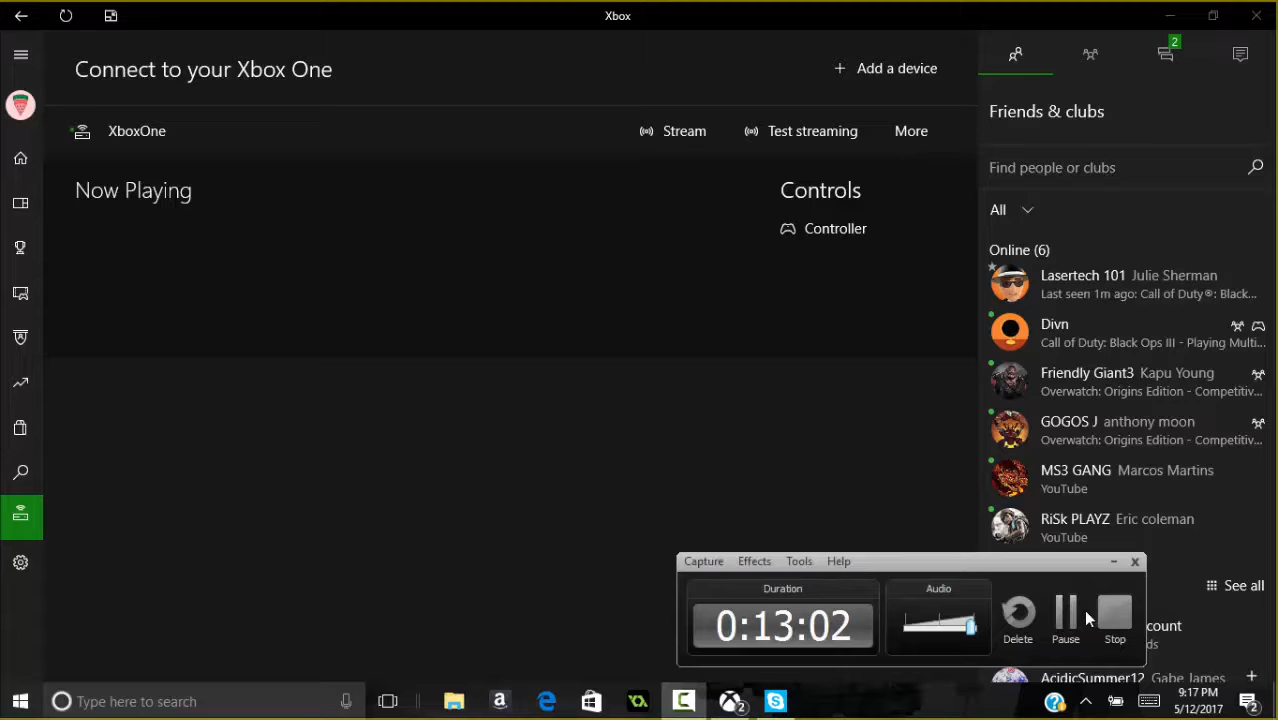 Xbox
Connect to your Xbox One
+ Add a device
2
Friends & clubs
XboxOne
Stream
Test streaming
More
Find people or clubs
Now Playing
Controls
Controller
All
Online (6)
Lasertech 101 Julie Sherman
Last seen 1m ago: Call of Duty®: Black...
Divn
Call of Duty: Black Ops III - Playing Multi...
Friendly Giant3 Kapu Young
Overwatch: Origins Edition - Competitiv...
GOGOS J anthony moon
Overwatch: Origins Edition - Competitiv...
MS3 GANG Marcos Martins
YouTube
RiSk PLAYZ Eric coleman
YouTube
Capture Effects Tools Help
Duration
Audio
0:13:02
Delete
Pause
Stop
See all
count
ds
AcidicSummer12 Gabe James
Type here to search
2
9:17 PM
5/12/2017
2